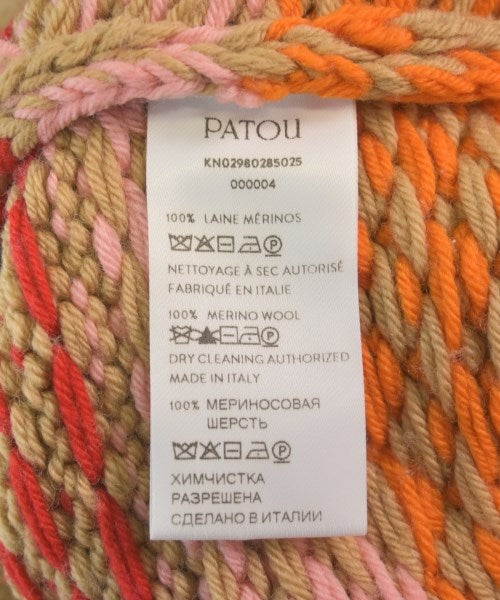 PATOU
KN02980285025
000004
100% LAINE MÉRINOS
P
NETTOYAGE À SEC AUTORISÉ
FABRIQUÉ EN ITALIE
100% MERINO WOOL
P
DRY CLEANING AUTHORIZED
MADE IN ITALY
100% МЕРИНОСОВАЯ
ШЕРСТЬ
P
ХИМЧИСТКА
РАЗРЕШЕНА
СДЕЛАНО В ИТАЛИИ